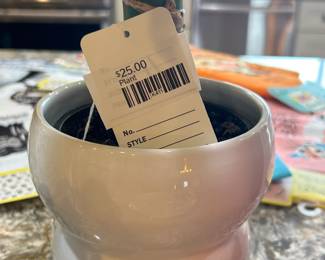 $25.00
Plant
No.
STYLE